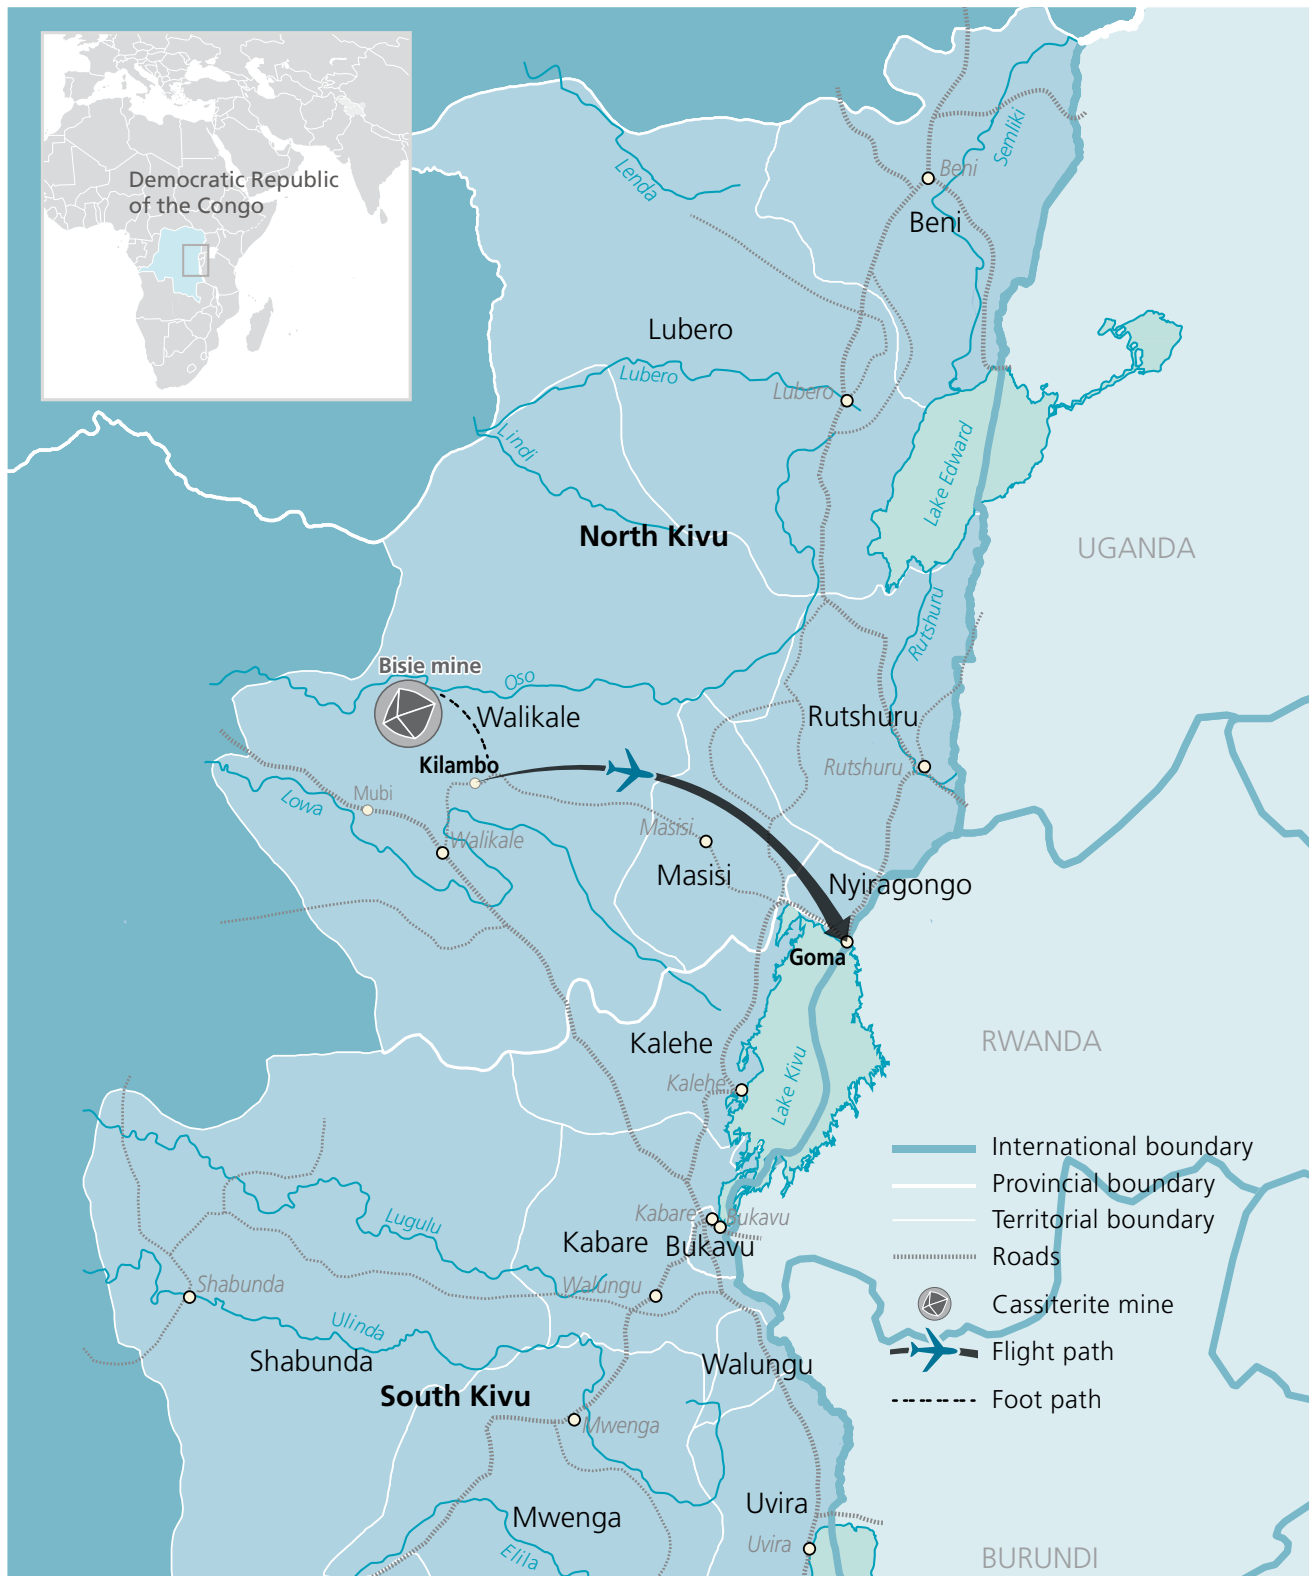 Democratic Republic
of the Congo
Semliki
Beni
Lenda
Beni
Lubero
Lubero
Lubero
Lindi
Lake Edward
North Kivu
UGANDA
Rutshuru
Bisie mine
Oso
Walikale
Rutshuru
Kilambo
Rutshuru
Mubi
Lowa
Masisi
Walikale
Masisi
Nyiragongo
Goma
Kalehe
RWANDA
Kalehe
Lake Kivu
International boundary
Provincial boundary
Territorial boundary
Roads
Cassiterite mine
Flight path
Foot path
Lugulu
Kabare
Bukavu
Kabare
Bukavu
Shabunda
Walungu
Ulinda
Shabunda
Walungu
South Kivu
Mwenga
Uvira
Mwenga
Uvira
Elila
BURUNDI